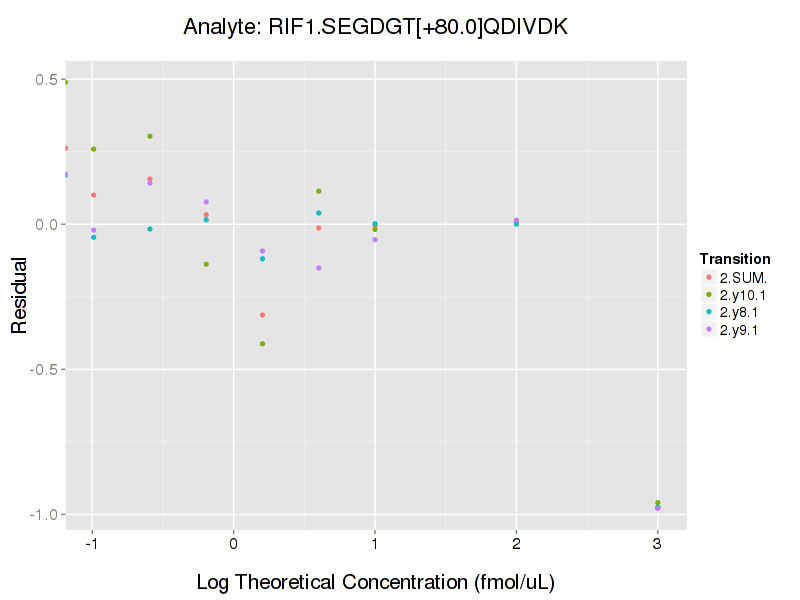 Analyte: RIF1.SEGDGT[+80.0]QDIVDK
0.5
0.0
-0.5
-1.0
Residual
-1 0 1 2 3
Log Theoretical Concentration (fmol/uL)
Transition
2.SUM.
2.y10.1
2.y8.1
2.y9.1